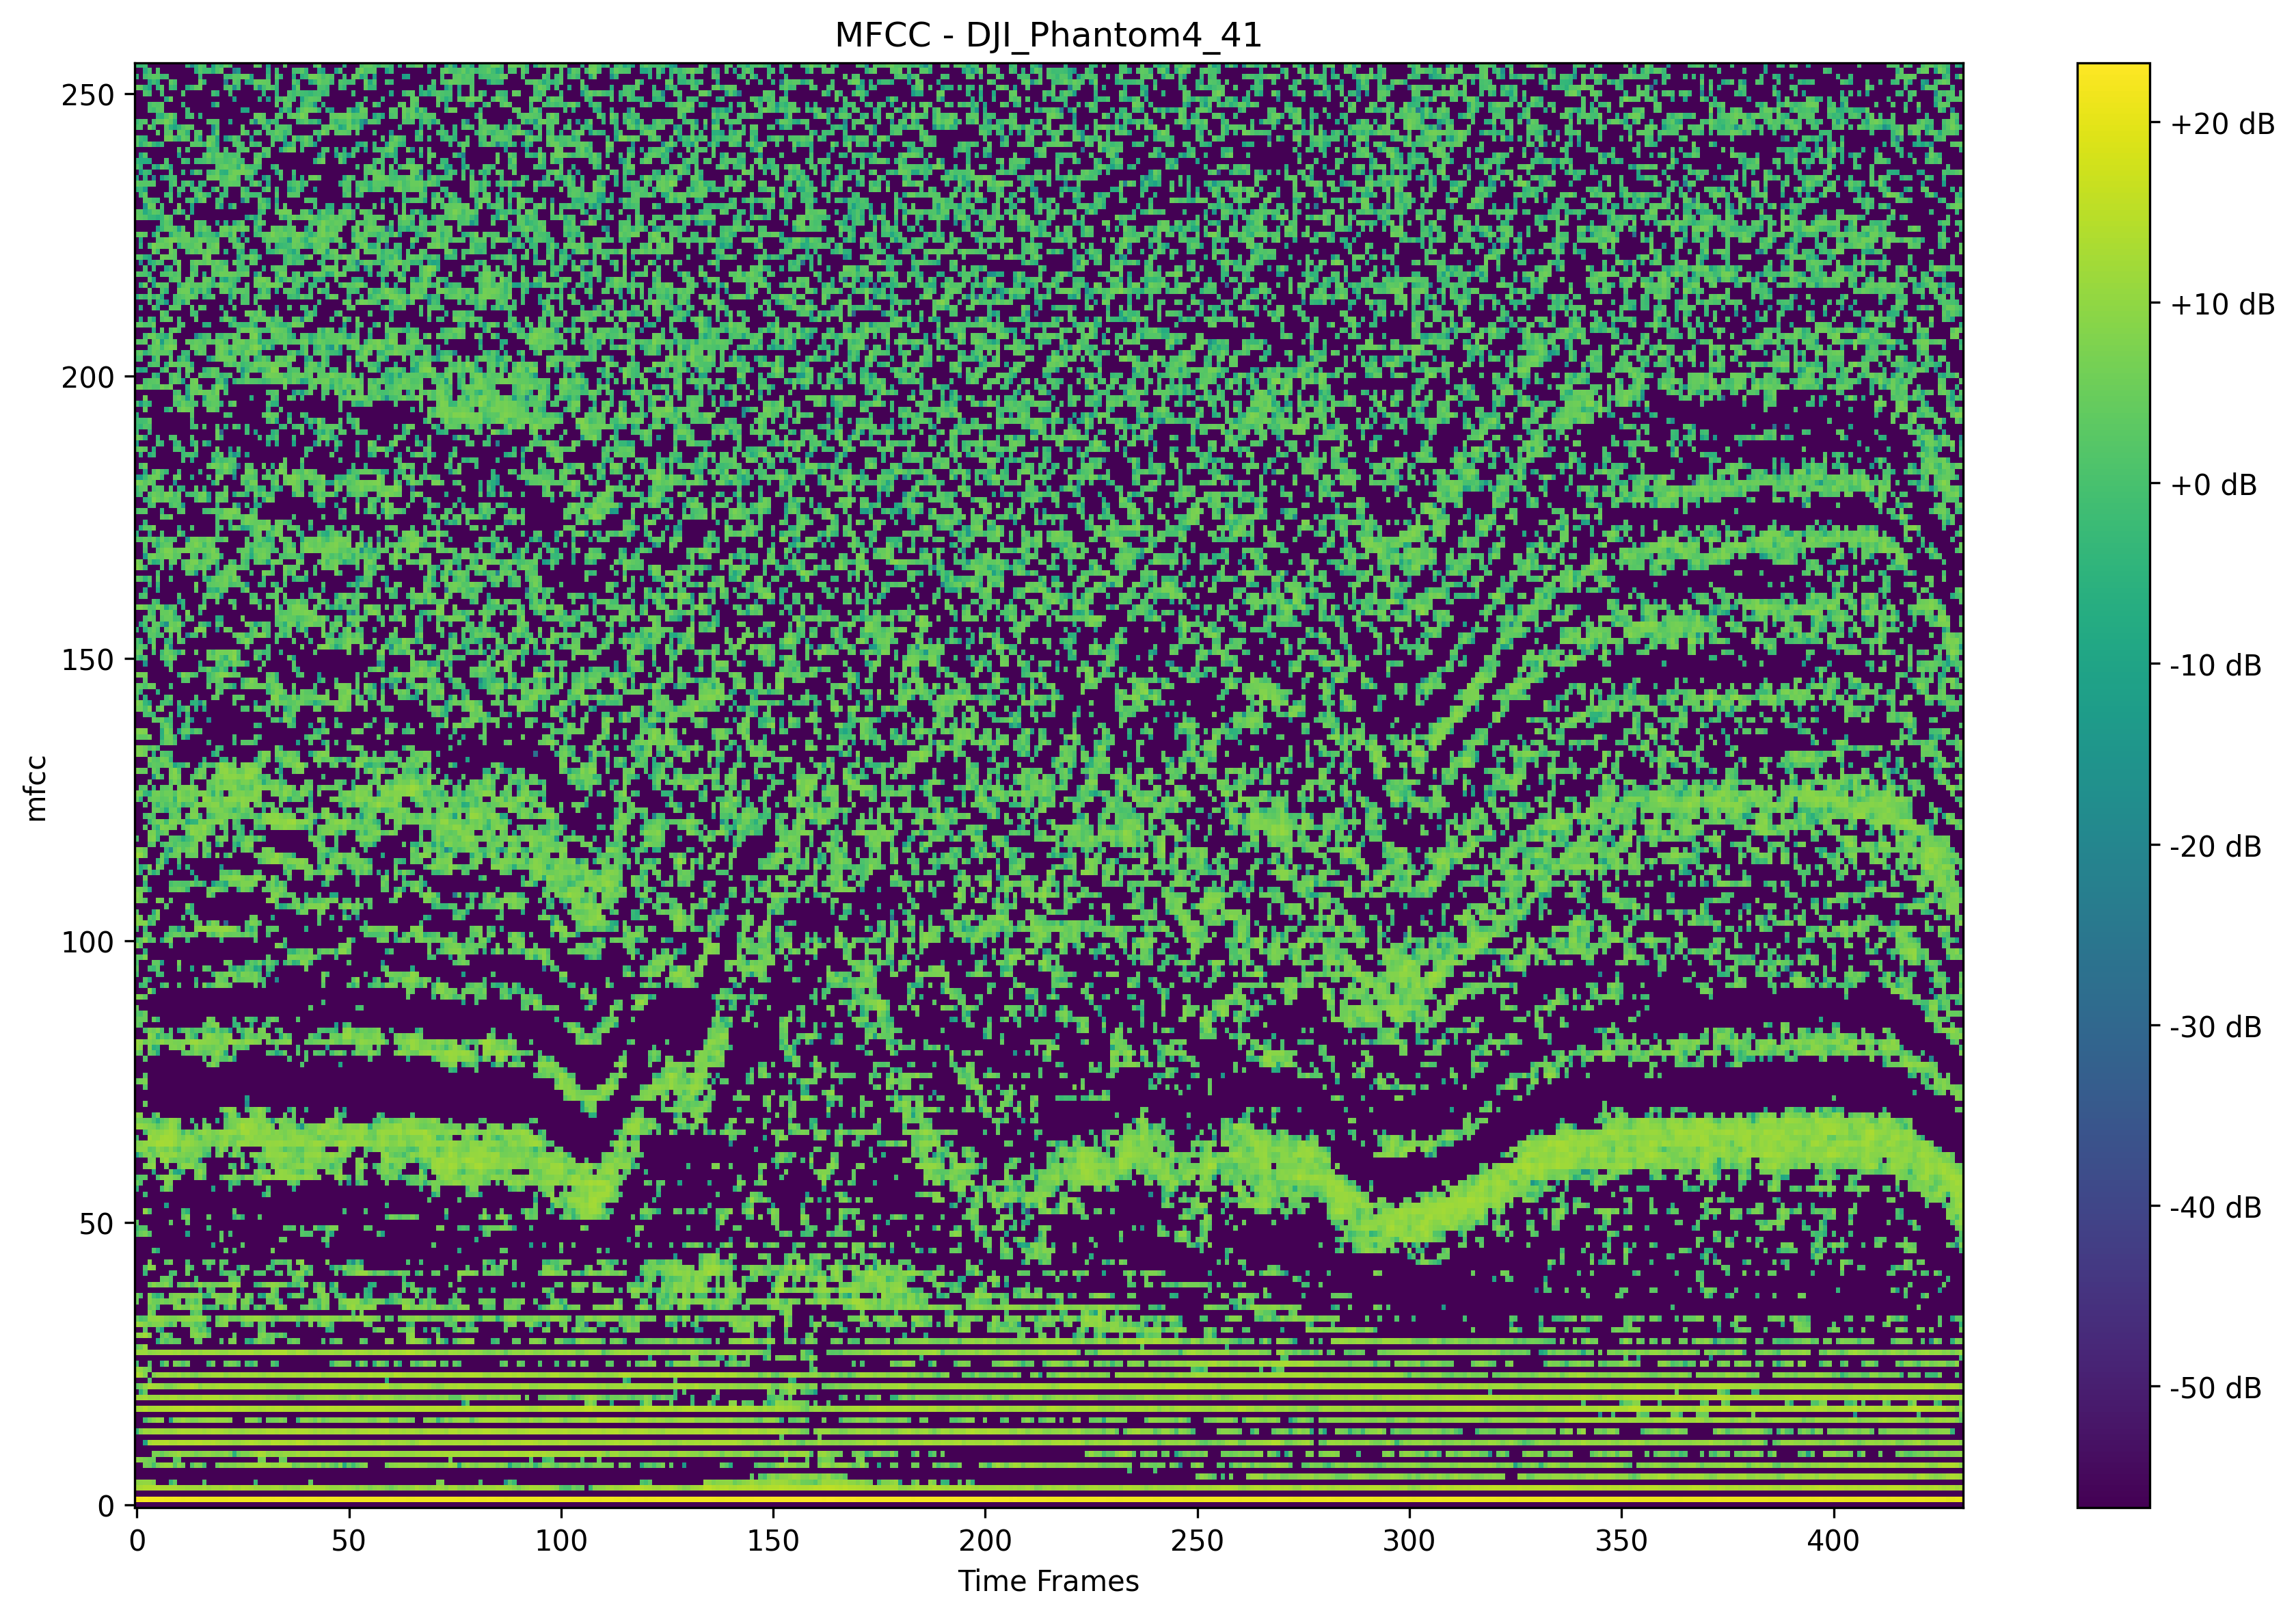 MFCC - DJI_Phantom4_41
250
200
150
100
50
0
mfcc
0 50 100 150 200 250 300 350 400
Time Frames
+20 dB
+10 dB
+0 dB
-10 dB
-20 dB
-30 dB
-40 dB
-50 dB